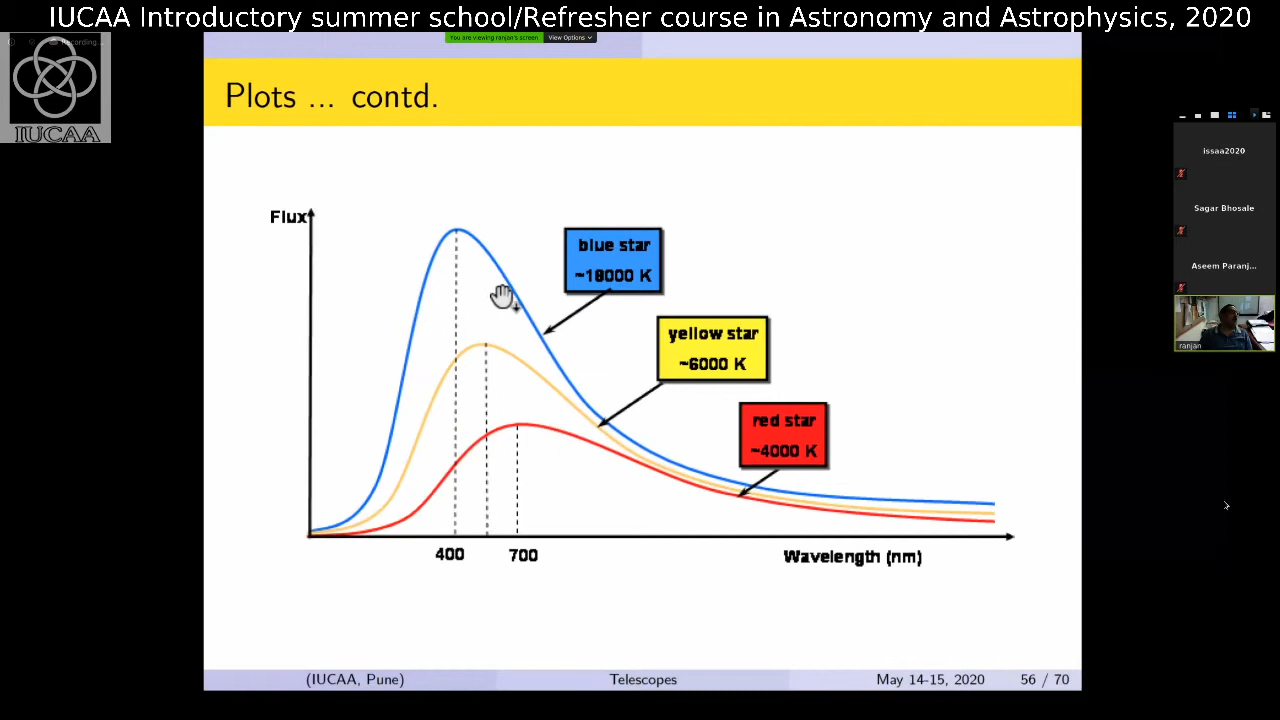 IUCAA Introductory summer school/Refresher course in Astronomy and Astrophysics, 2020
You are viewing ranjan's screen
View Options
Recording...
IUCAA
Plots ... contd.
Flux
blue star
~10000 K
yellow star
~6000 K
red star
~4000 K
400
700
Wavelength (nm)
issaa2020
Sagar Bhosale
Aseem Paranj...
ranjan
(IUCAA, Pune)
Telescopes
May 14-15, 2020
56 / 70